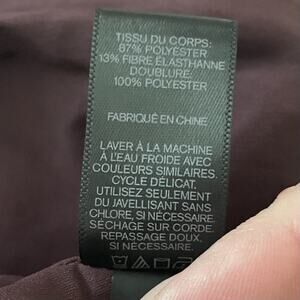 TISSU DU CORPS:
87% POLYESTER
13% FIBRE ÉLASTHANNE
DOUBLURE:
100% POLYESTER
FABRIQUÉ EN CHINE
LAVER À LA MACHINE
À L'EAU FROIDE AVEC
COULEURS SIMILAIRES.
CYCLE DÉLICAT.
UTILISEZ SEULEMENT
DU JAVELLISANT SANS
CHLORE, SI NÉCESSAIRE.
SÉCHAGE SUR CORDE.
REPASSAGE DOUX,
SI NÉCESSAIRE.